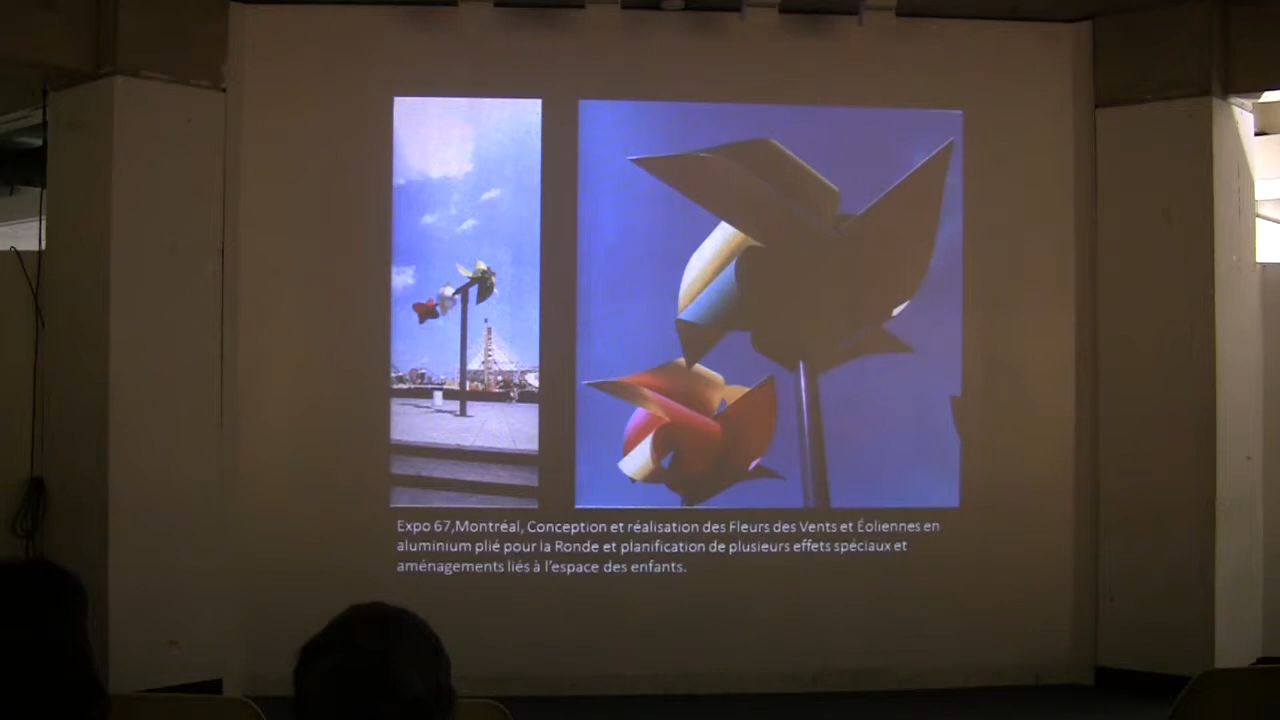 Expo 67,Montréal, Conception et réalisation des Fleurs des Vents et Éoliennes en
aluminium plié pour la Ronde et planification de plusieurs effets spéciaux et
aménagements liés à l'espace des enfants.